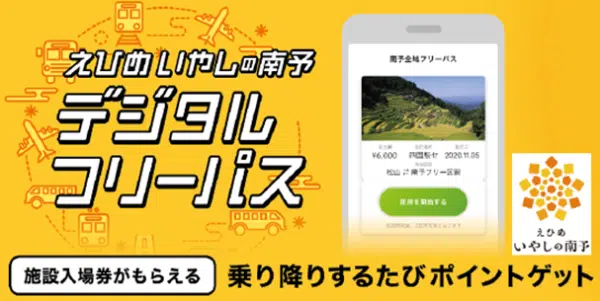 えひめ いやしの南予
デジタル
コリーパス
南予全地フリーパス
¥6,000
2020.11.05
松山 ⇄ 南予フリー区間
えひめ
いやしの南予
施設入場券がもらえる
乗り降りするたびポイントゲット